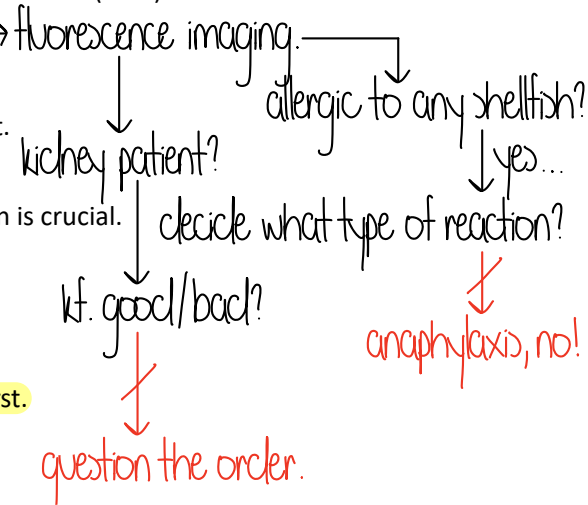 fluorescence imaging.
allergic to any shellfish?
t.
kidney patient?
yes...
n is crucial.
decide what type of reaction?
kf. good/bad?
anaphylaxis, no!
st.
question the order.